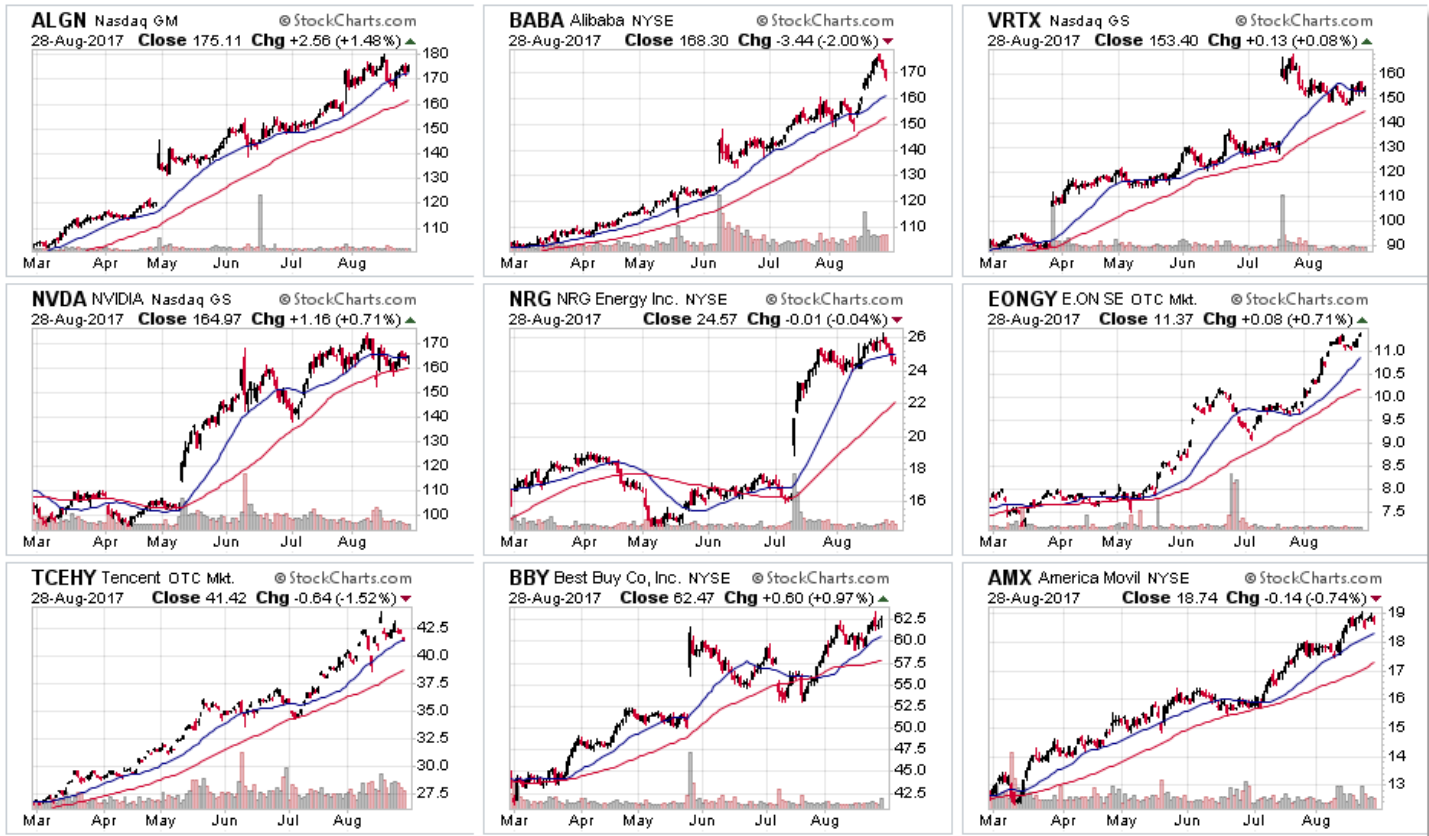 ALGN Nasdaq GM © StockCharts.com
28-Aug-2017 Close 175.11 Chg +2.56 (+1.48%)
180
170
160
150
140
130
120
110
Mar Apr May Jun Jul Aug
BABA Alibaba NYSE © StockCharts.com
28-Aug-2017 Close 168.30 Chg -3.44 (-2.00%)
170
160
150
140
130
120
110
Mar Apr May Jun Jul Aug
VRTX Nasdaq GS © StockCharts.com
28-Aug-2017 Close 153.40 Chg +0.13 (+0.08%)
160
150
140
130
120
110
100
90
Mar Apr May Jun Jul Aug
NVDA NVIDIA Nasdaq GS © StockCharts.com
28-Aug-2017 Close 164.97 Chg +1.16 (+0.71%)
170
160
150
140
130
120
110
100
Mar Apr May Jun Jul Aug
NRG NRG Energy Inc. NYSE © StockCharts.com
28-Aug-2017 Close 24.57 Chg -0.01 (-0.04%)
26
24
22
20
18
16
Mar Apr May Jun Jul Aug
EONGY E.ON SE OTC Mkt. © StockCharts.com
28-Aug-2017 Close 11.37 Chg +0.08 (+0.71%)
11.0
10.5
10.0
9.5
9.0
8.5
8.0
7.5
Mar Apr May Jun Jul Aug
TCEHY Tencent OTC Mkt. © StockCharts.com
28-Aug-2017 Close 41.42 Chg -0.64 (-1.52%)
42.5
40.0
37.5
35.0
32.5
30.0
27.5
Mar Apr May Jun Jul Aug
BBY Best Buy Co, Inc. NYSE © StockCharts.com
28-Aug-2017 Close 62.47 Chg +0.60 (+0.97%)
62.5
60.0
57.5
55.0
52.5
50.0
47.5
45.0
42.5
Mar Apr May Jun Jul Aug
AMX America Movil NYSE © StockCharts.com
28-Aug-2017 Close 18.74 Chg -0.14 (-0.74%)
19
18
17
16
15
14
13
Mar Apr May Jun Jul Aug